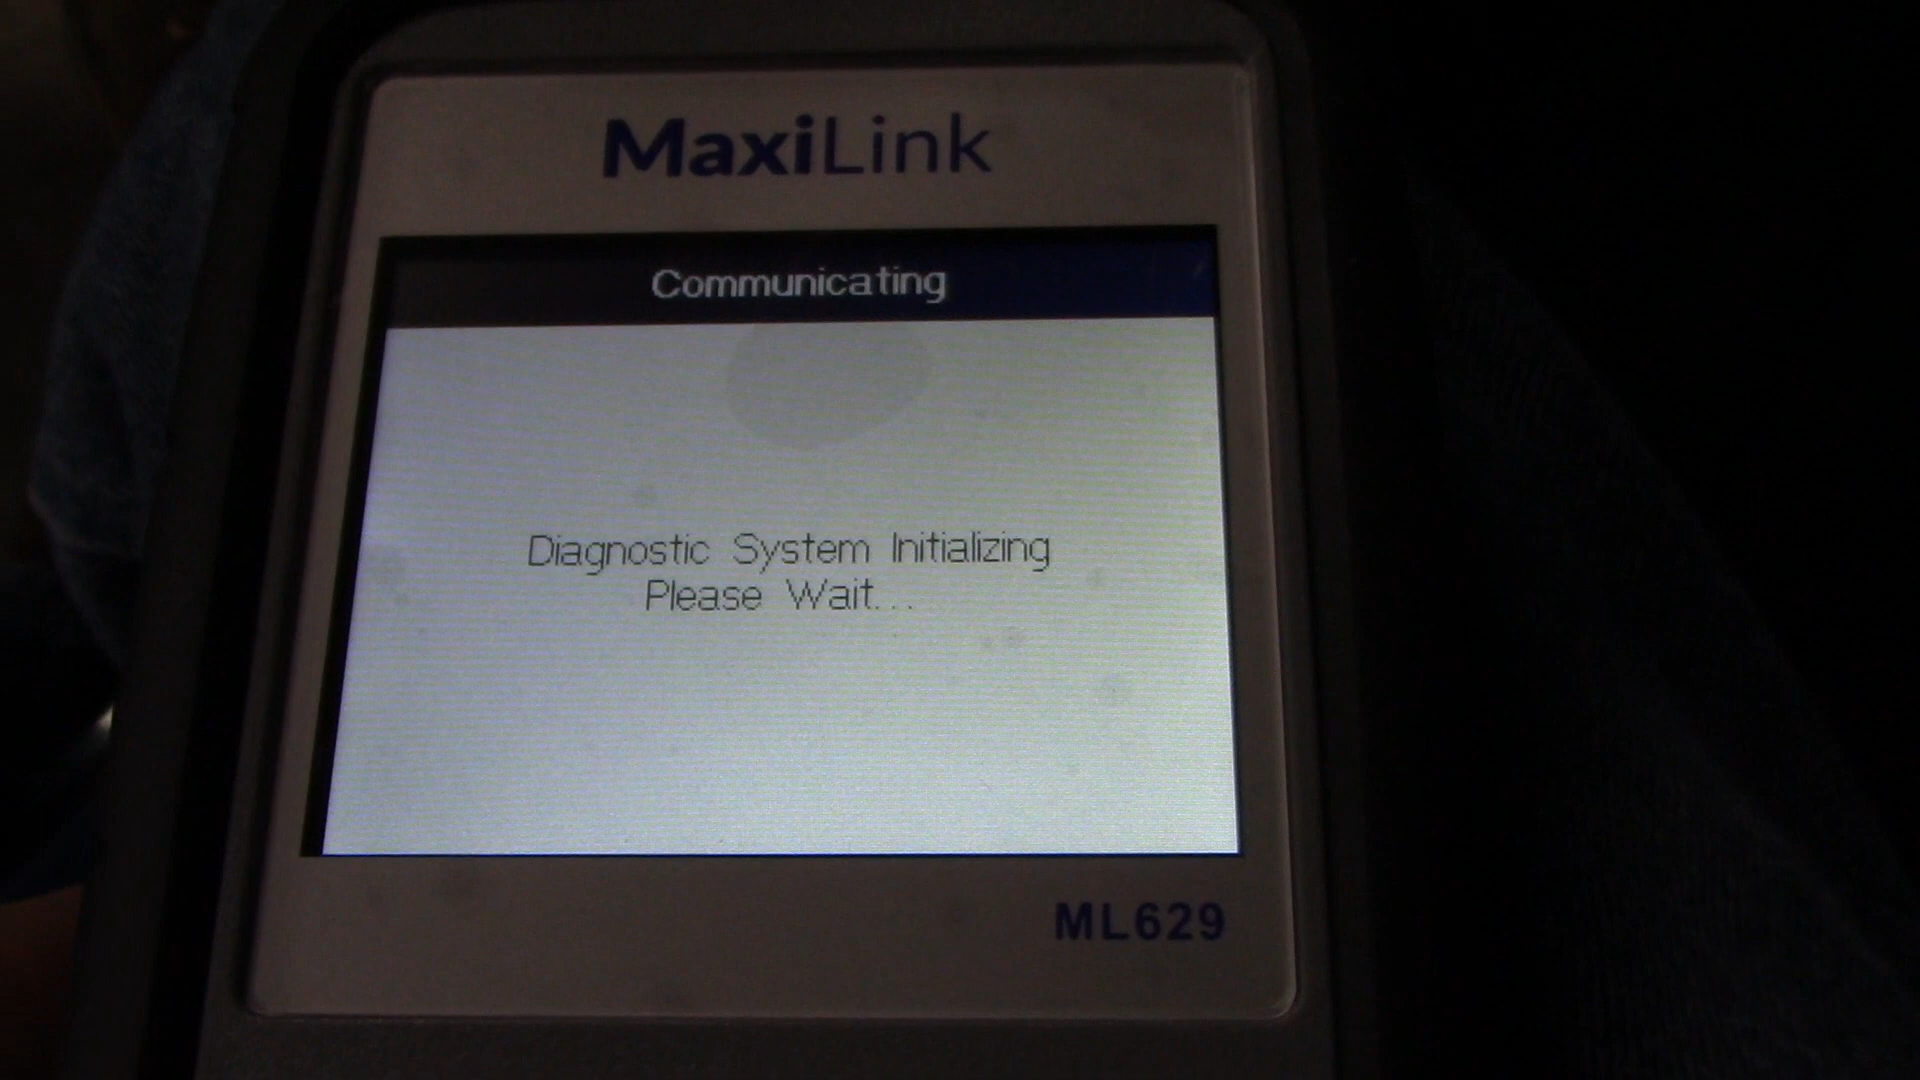 MaxiLink
Communicating
Diagnostic System Initializing
Please Wait...
ML629